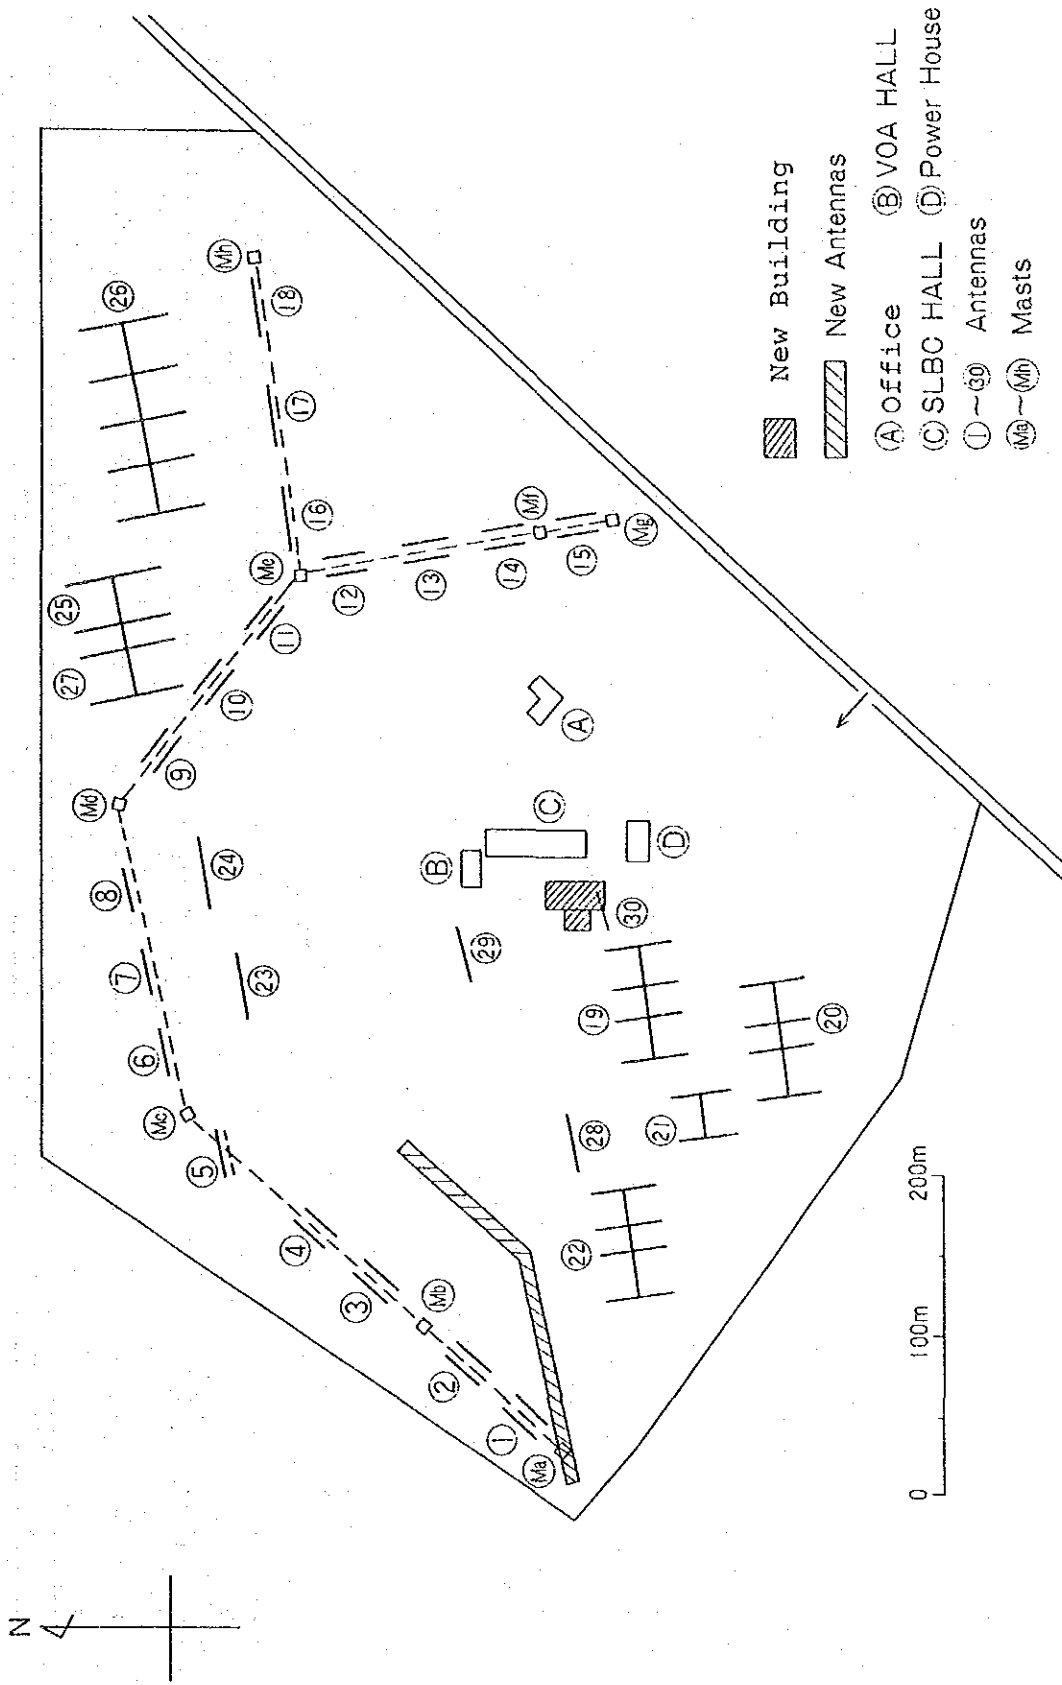 N
㉗ ㉕
Md
⑧
⑦
㉖
⑥
Mc
⑨
⑤
㉔
⑩
Mh
㉓
Me
⑪
⑱
④
⑰
⑯
⑫
③
⑬
Mb
Ⓑ
②
㉙
①
⑭
Mf
Ma
Ⓒ
⑮
Ⓐ
㉒
㉘
⑲
㉚
Mg
㉑
Ⓓ
⑳
0 100m 200m
New Building
New Antennas
Ⓐ Office Ⓑ VOA HALL
Ⓒ SLBC HALL Ⓓ Power House
①~㉚ Antennas
Ma~Mh Masts